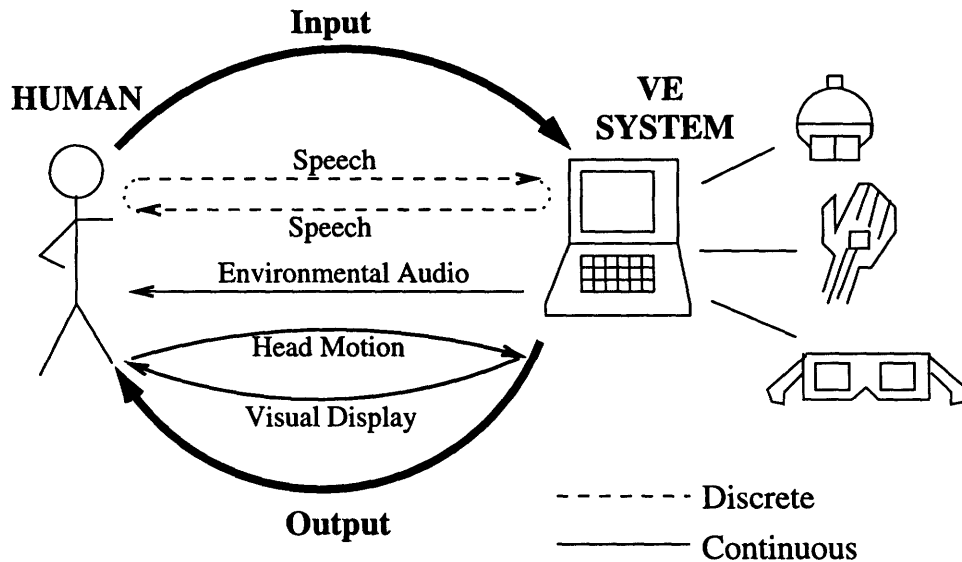 Input
HUMAN
VE
SYSTEM
Speech
Speech
Environmental Audio
Head Motion
Visual Display
Output
Discrete
Continuous